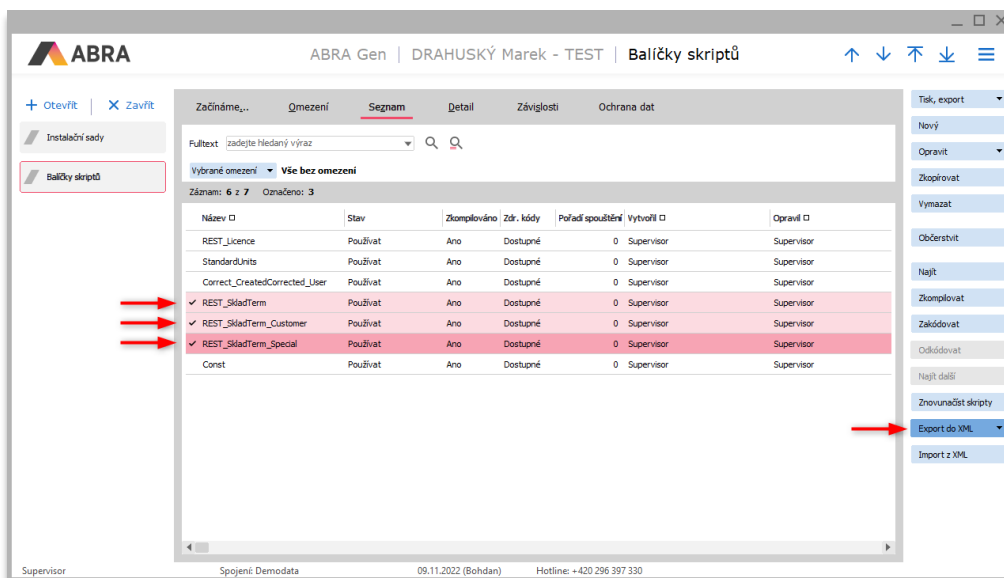 ABRA
ABRA Gen | DRAHUSKÝ Marek - TEST | Balíčky skriptů
Otevřít | Zavřít
Instalační sady
Balíčky skriptů
Začínáme... Omezení Seznam Detail Závislosti Ochrana dat
Fulltext zadejte hledaný výraz
Vybrané omezení Vše bez omezení
Záznam: 6 z 7 Označeno: 3
Název Stav Zkompilováno Zdr. kódy Pořadí spouštění Vytvořil Opravil
REST_Licence Používat Ano Dostupné 0 Supervisor Supervisor
StandardUnits Používat Ano Dostupné 0 Supervisor Supervisor
Correct_CreatedCorrected_User Používat Ano Dostupné 0 Supervisor Supervisor
REST_SkladTerm Používat Ano Dostupné 0 Supervisor Supervisor
REST_SkladTerm_Customer Používat Ano Dostupné 0 Supervisor Supervisor
REST_SkladTerm_Special Používat Ano Dostupné 0 Supervisor Supervisor
Const Používat Ano Dostupné 0 Supervisor Supervisor
Tisk, export
Nový
Opravit
Zkopírovat
Vymazat
Občerstvit
Najít
Zkompilovat
Zakódovat
Odkódovat
Najít další
Znovunačíst skripty
Export do XML
Import z XML
Supervisor Spojení: Demodata 09.11.2022 (Bohdan) Hotline: +420 296 397 330